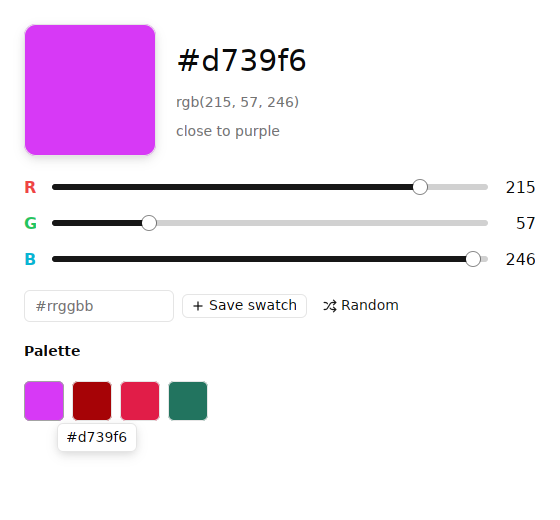 #d739f6
rgb(215, 57, 246)
close to purple
R 215
G 57
B 246
#rrggbb + Save swatch Random
Palette
#d739f6